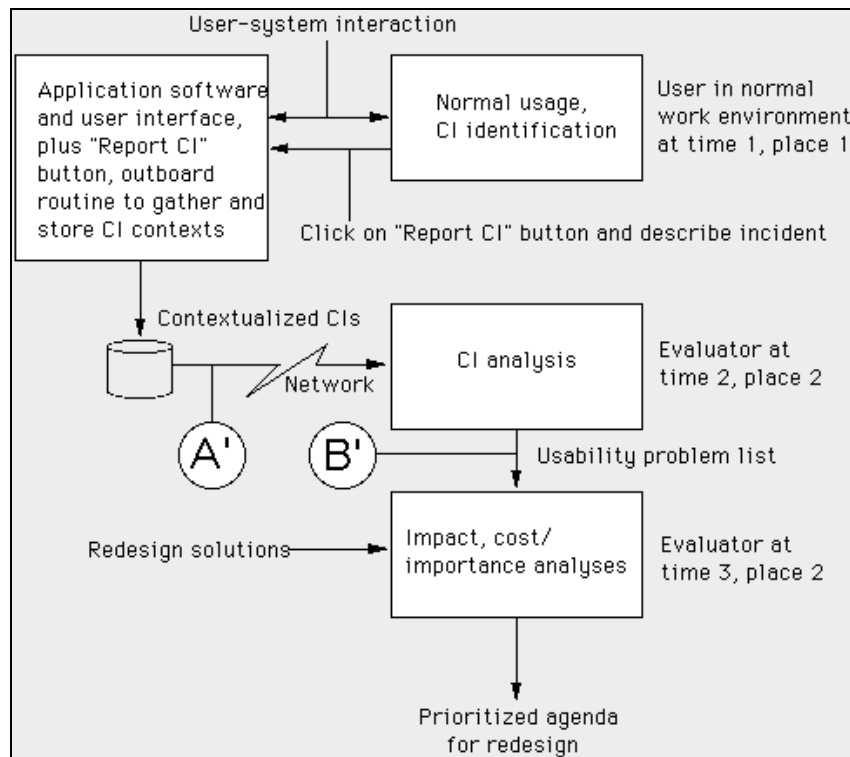 User-system interaction
Application software
and user interface,
plus "Report CI"
button, outboard
routine to gather and
store CI contexts
Normal usage,
CI identification
User in normal
work environment
at time 1, place 1
Click on "Report CI" button and describe incident
Contextualized CIs
Network
CI analysis
Evaluator at
time 2, place 2
A'
B'
Usability problem list
Redesign solutions
Impact, cost/
importance analyses
Evaluator at
time 3, place 2
Prioritized agenda
for redesign